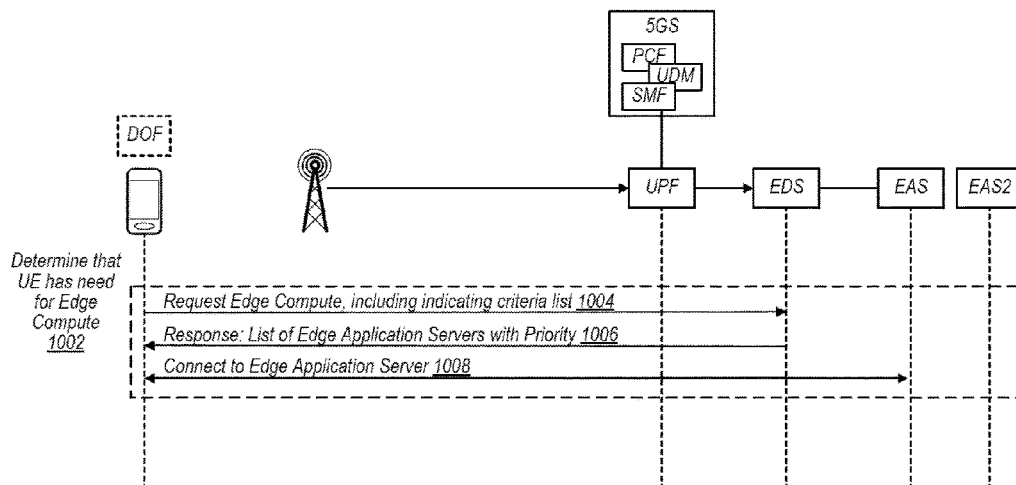 5GS
PCF
UDM
SMF
DOF
UPF
EDS
EAS
EAS2
Determine that
UE has need
for Edge
Compute
1002
Request Edge Compute, including indicating criteria list 1004
Response: List of Edge Application Servers with Priority 1006
Connect to Edge Application Server 1008